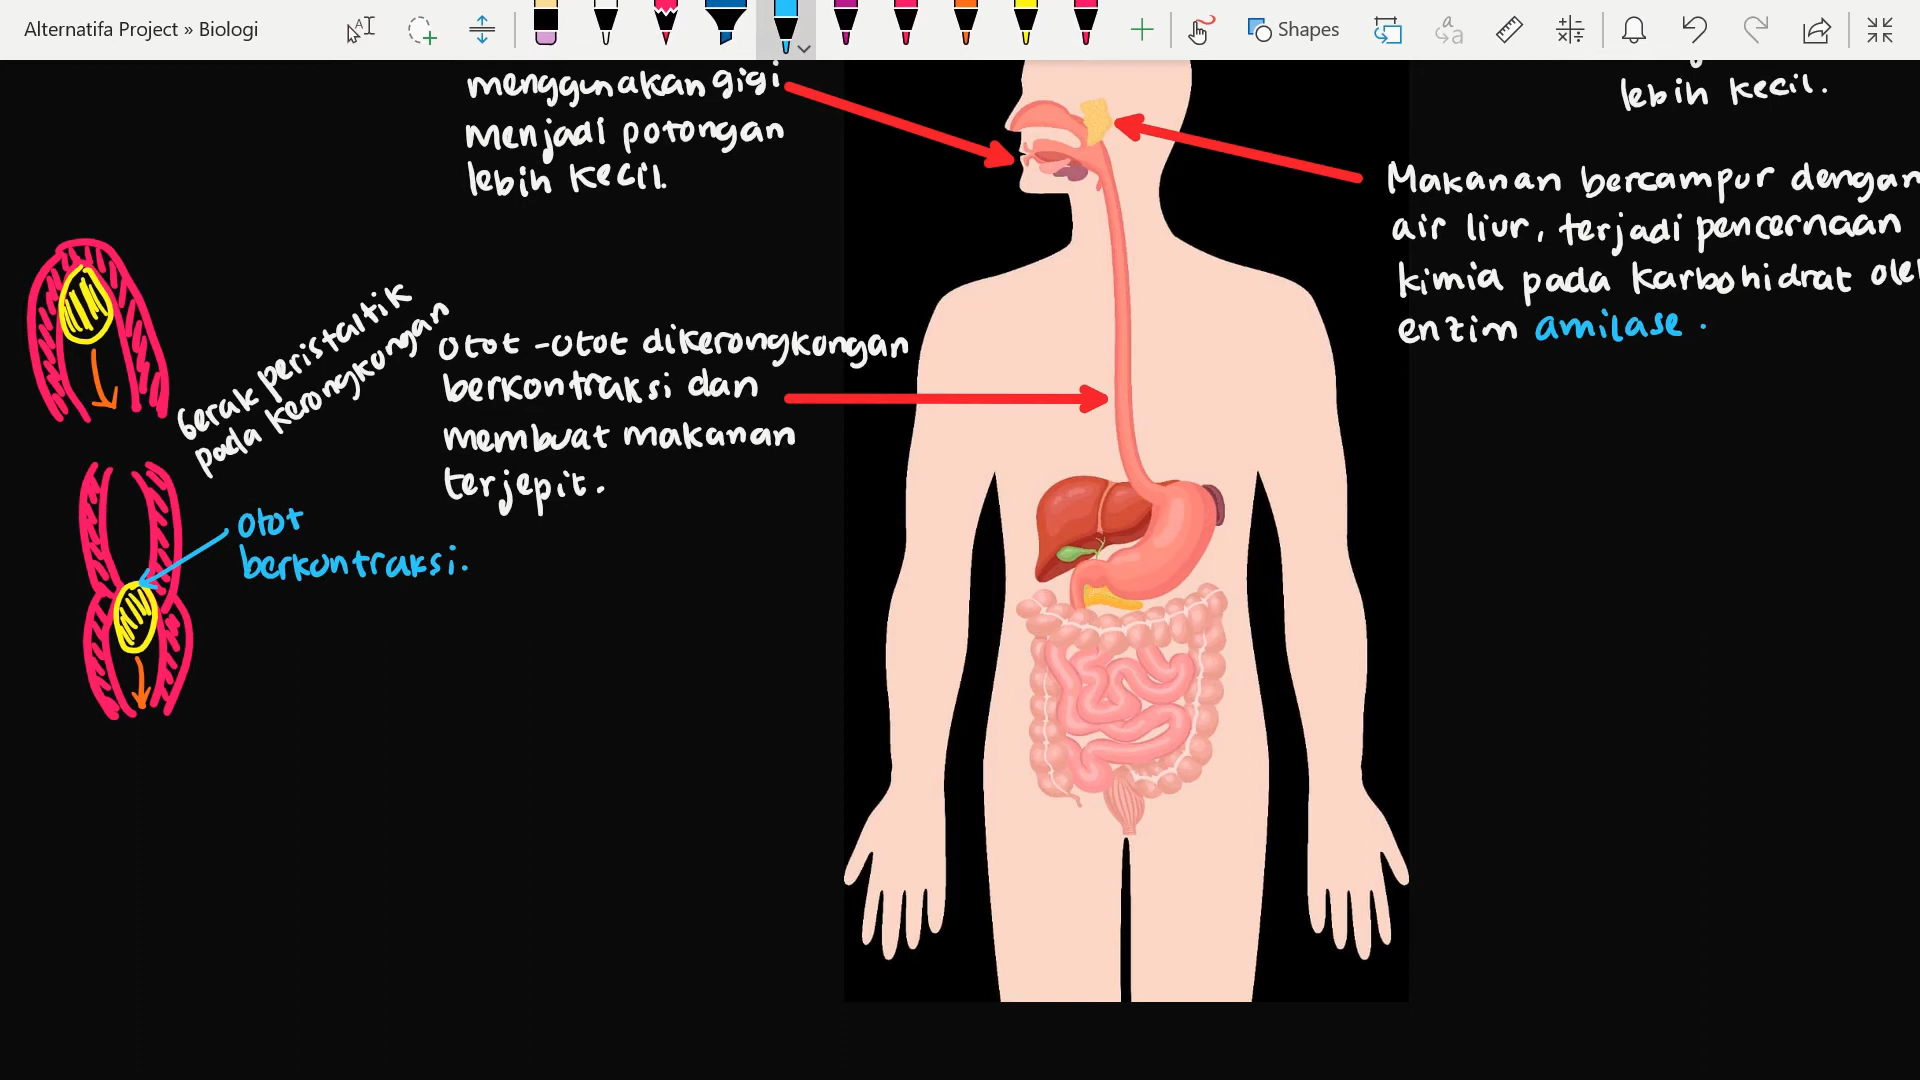 Alternatifa Project » Biologi
Shapes
menggunakan gigi
menjadi potongan
lebih kecil.
lebih kecil.
Makanan bercampur dengan
air liur, terjadi pencernaan
kimia pada karbohidrat ole
enzim amilase.
Gerak peristaltik
pada kerongkongan
otot-otot dikerongkongan
berkontraksi dan
membuat makanan
terjepit.
otot
berkontraksi.